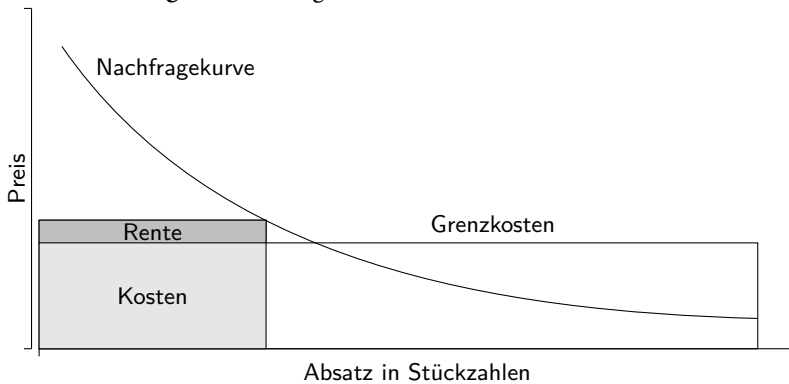 Nachfragekurve
Preis
Grenzkosten
Rente
Kosten
Absatz in Stückzahlen